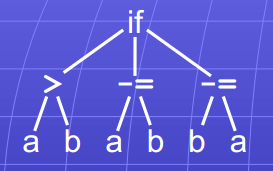 if
> -= -=
a b a b b a